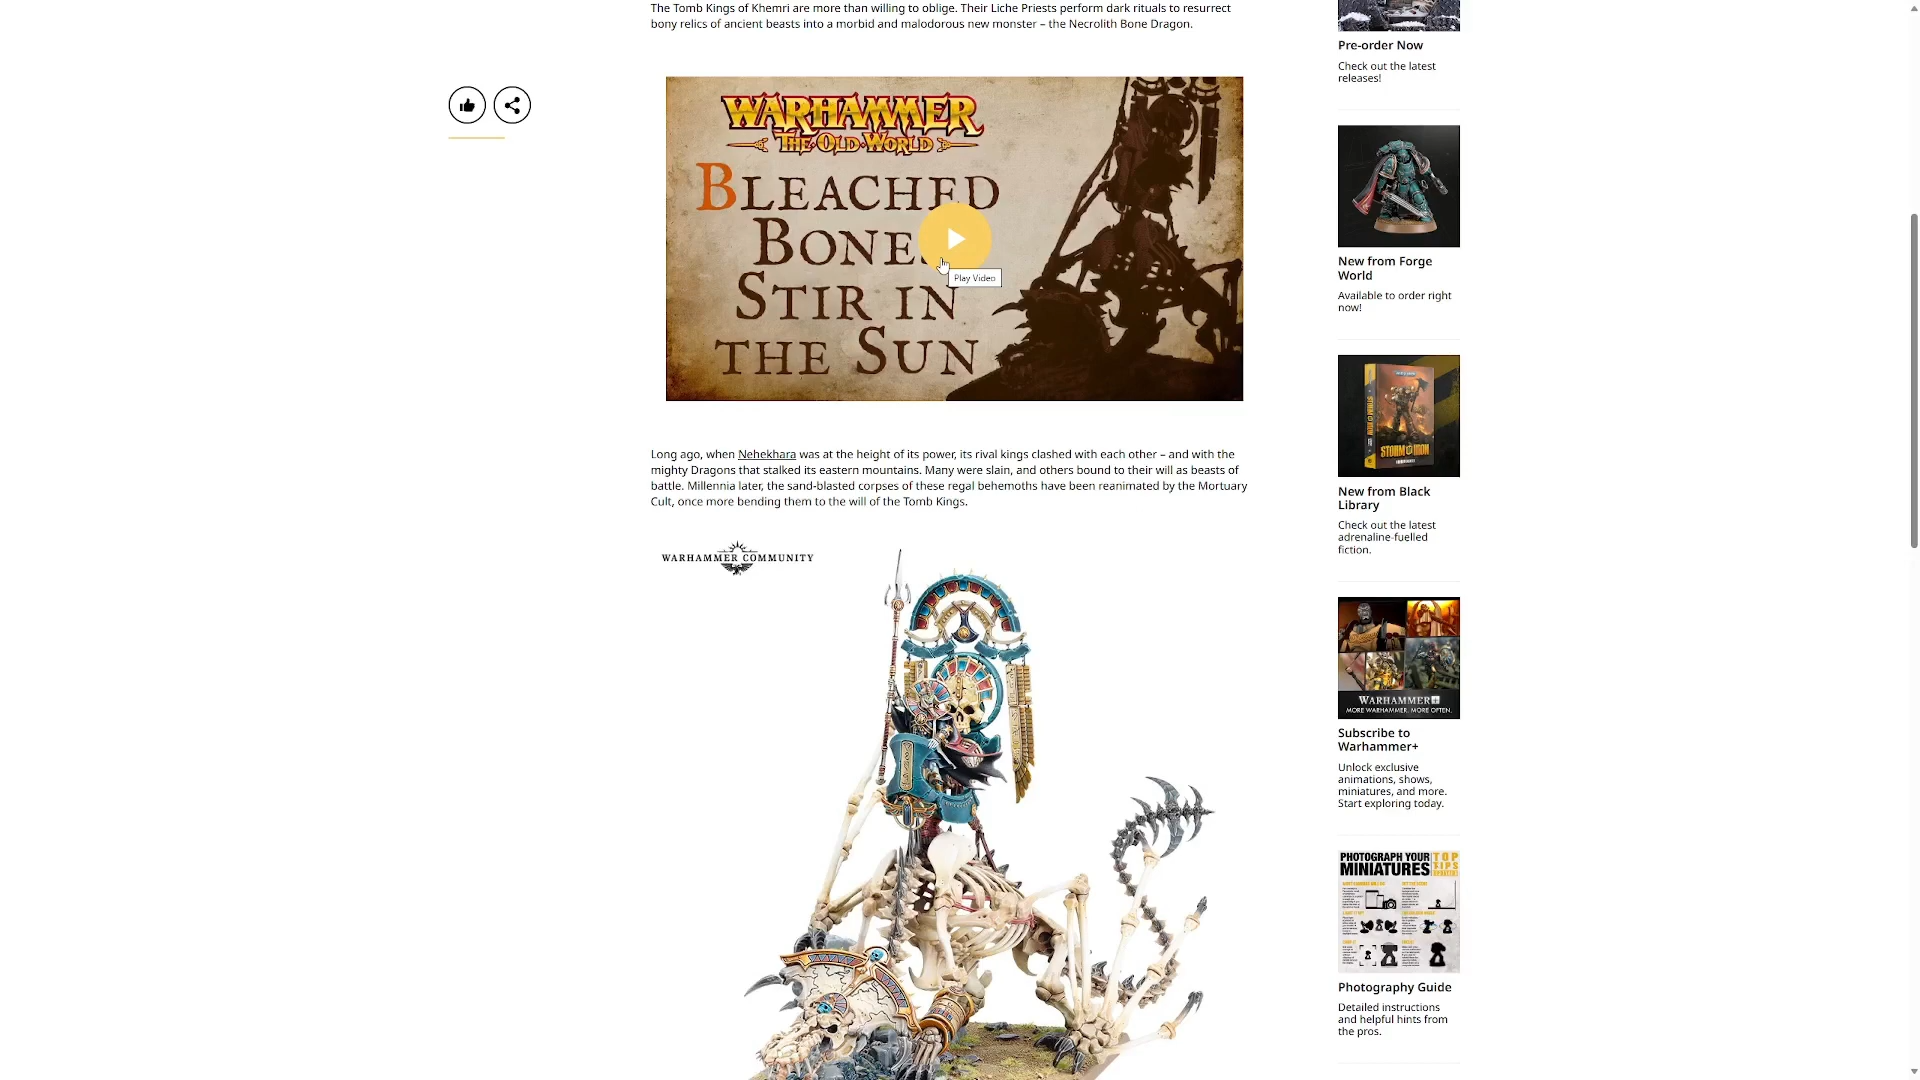 The Tomb Kings of Khemri are more than willing to oblige. Their Liche Priests perform dark rituals to resurrect
bony relics of ancient beasts into a morbid and malodorous new monster – the Necrolith Bone Dragon.
WARHAMMER
THE OLD WORLD
BLEACHED
BONE
STIR IN
THE SUN
Play Video
Long ago, when Nehekhara was at the height of its power, its rival kings clashed with each other – and with the
mighty Dragons that stalked its eastern mountains. Many were slain, and others bound to their will as beasts of
battle. Millennia later, the sand-blasted corpses of these regal behemoths have been reanimated by the Mortuary
Cult, once more bending them to the will of the Tomb Kings.
WARHAMMER COMMUNITY
Pre-order Now
Check out the latest
releases!
New from Forge
World
Available to order right
now!
STORM OF IRON
New from Black
Library
Check out the latest
adrenaline-fuelled
fiction.
WARHAMMER+
MORE WARHAMMER. MORE OFTEN.
Subscribe to
Warhammer+
Unlock exclusive
animations, shows,
miniatures, and more.
Start exploring today.
PHOTOGRAPH YOUR
MINIATURES
TOP
TIPS
Photography Guide
Detailed instructions
and helpful hints from
the pros.